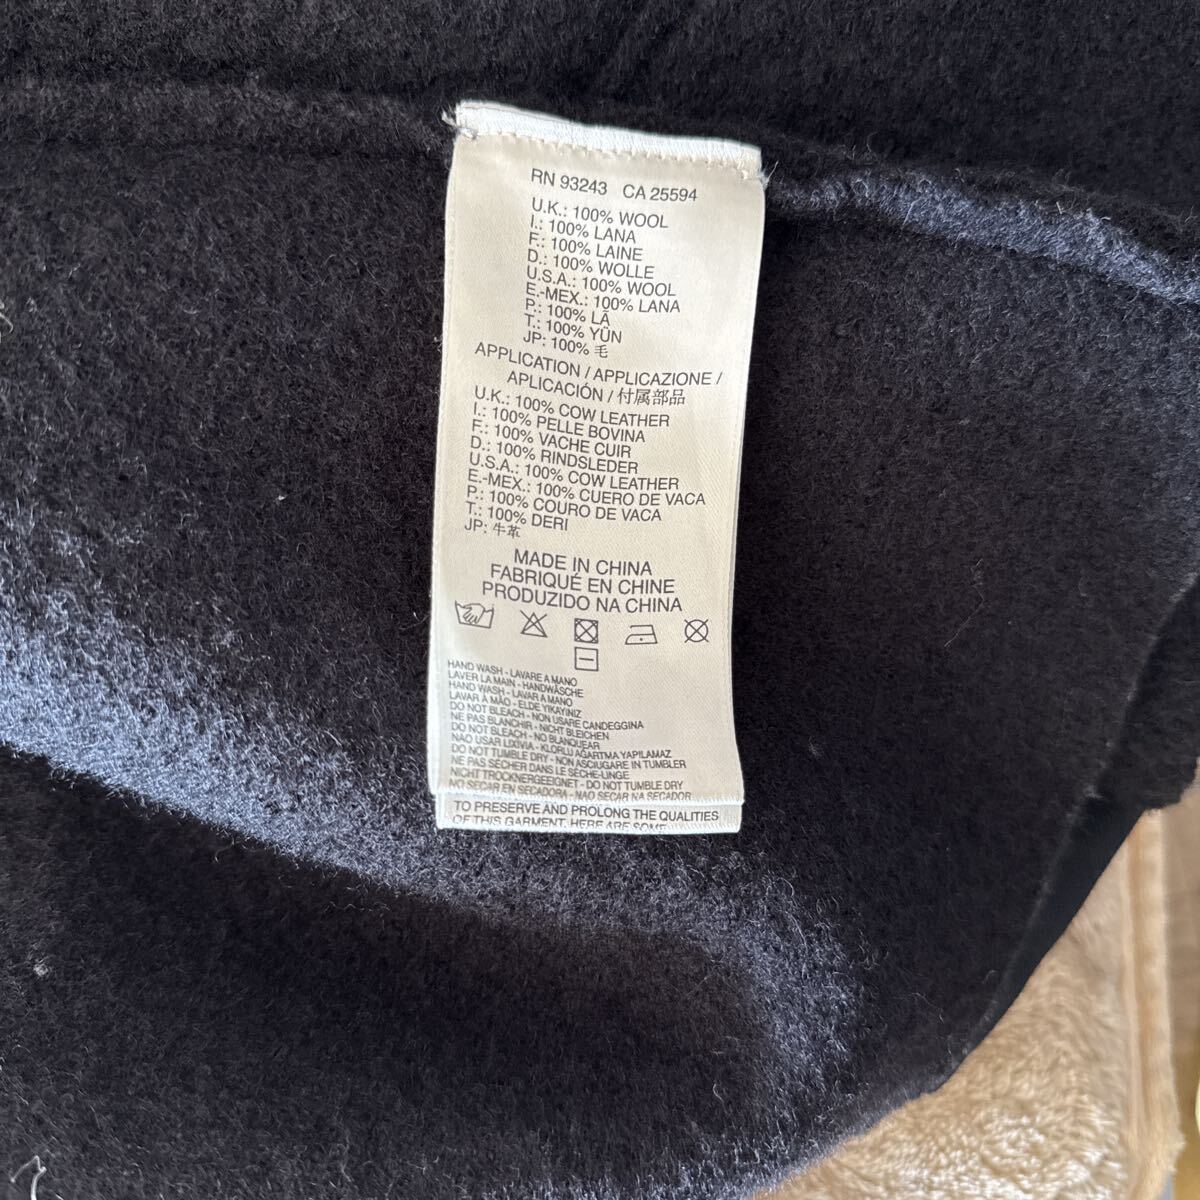 RN 93243 CA 25594
U.K.: 100% WOOL
I.: 100% LANA
F.: 100% LAINE
D.: 100% WOLLE
U.S.A.: 100% WOOL
E.-MEX.: 100% LANA
P.: 100% LÃ
T.: 100% YÜN
JP: 100% 毛
APPLICATION / APPLICAZIONE /
APLICACIÓN / 付属部品
U.K.: 100% COW LEATHER
I.: 100% PELLE BOVINA
F.: 100% VACHE CUIR
D.: 100% RINDSLEDER
U.S.A.: 100% COW LEATHER
E.-MEX.: 100% CUERO DE VACA
P.: 100% COURO DE VACA
T.: 100% DERI
JP: 牛革
MADE IN CHINA
FABRIQUÉ EN CHINE
PRODUZIDO NA CHINA
HAND WASH - LAVARE A MANO
LAVER LA MAIN - HANDWÄSCHE
HAND WASH - LAVAR A MANO
LAVAR À MÃO - ELDE YIKAYINIZ
DO NOT BLEACH - NON USARE CANDEGGINA
NE PAS BLANCHIR - NICHT BLEICHEN
DO NOT BLEACH - NO BLANQUEAR
NAO USAR LIXÍVIA - KLORLU AĞARTMA YAPILAMAZ
DO NOT TUMBLE DRY - NON ASCIUGARE IN TUMBLER
NE PAS SÉCHER DANS LE SÈCHE-LINGE
NICHT TROCKNERGEEIGNET - DO NOT TUMBLE DRY
NO SECAR EN SECADORA - NAO SECAR NA SECADOR
TO PRESERVE AND PROLONG THE QUALITIES
OF THIS GARMENT, HERE ARE SOME